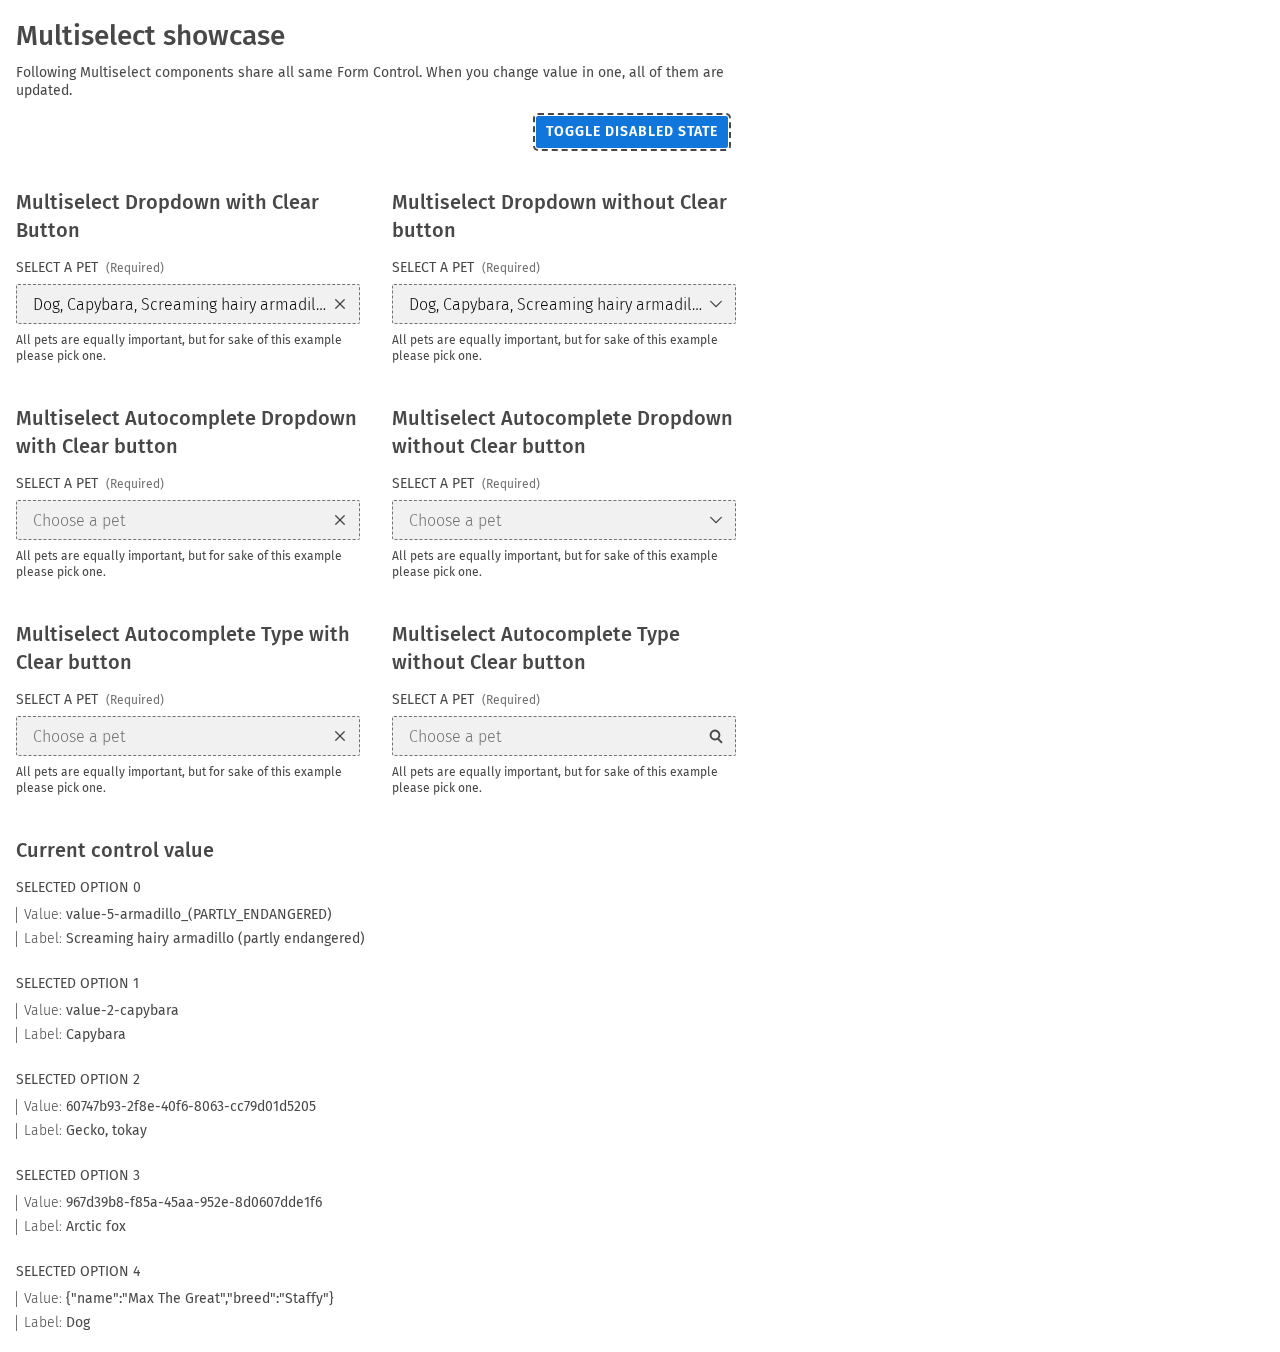 Multiselect showcase
Following Multiselect components share all same Form Control. When you change value in one, all of them are
updated.
TOGGLE DISABLED STATE
Multiselect Dropdown with Clear
Button
SELECT A PET (Required)
Dog, Capybara, Screaming hairy armadil...
All pets are equally important, but for sake of this example
please pick one.
Multiselect Dropdown without Clear
button
SELECT A PET (Required)
Dog, Capybara, Screaming hairy armadil...
All pets are equally important, but for sake of this example
please pick one.
Multiselect Autocomplete Dropdown
with Clear button
SELECT A PET (Required)
Choose a pet
All pets are equally important, but for sake of this example
please pick one.
Multiselect Autocomplete Dropdown
without Clear button
SELECT A PET (Required)
Choose a pet
All pets are equally important, but for sake of this example
please pick one.
Multiselect Autocomplete Type with
Clear button
SELECT A PET (Required)
Choose a pet
All pets are equally important, but for sake of this example
please pick one.
Multiselect Autocomplete Type
without Clear button
SELECT A PET (Required)
Choose a pet
All pets are equally important, but for sake of this example
please pick one.
Current control value
SELECTED OPTION 0
Value: value-5-armadillo_(PARTLY_ENDANGERED)
Label: Screaming hairy armadillo (partly endangered)
SELECTED OPTION 1
Value: value-2-capybara
Label: Capybara
SELECTED OPTION 2
Value: 60747b93-2f8e-40f6-8063-cc79d01d5205
Label: Gecko, tokay
SELECTED OPTION 3
Value: 967d39b8-f85a-45aa-952e-8d0607dde1f6
Label: Arctic fox
SELECTED OPTION 4
Value: {"name":"Max The Great","breed":"Staffy"}
Label: Dog